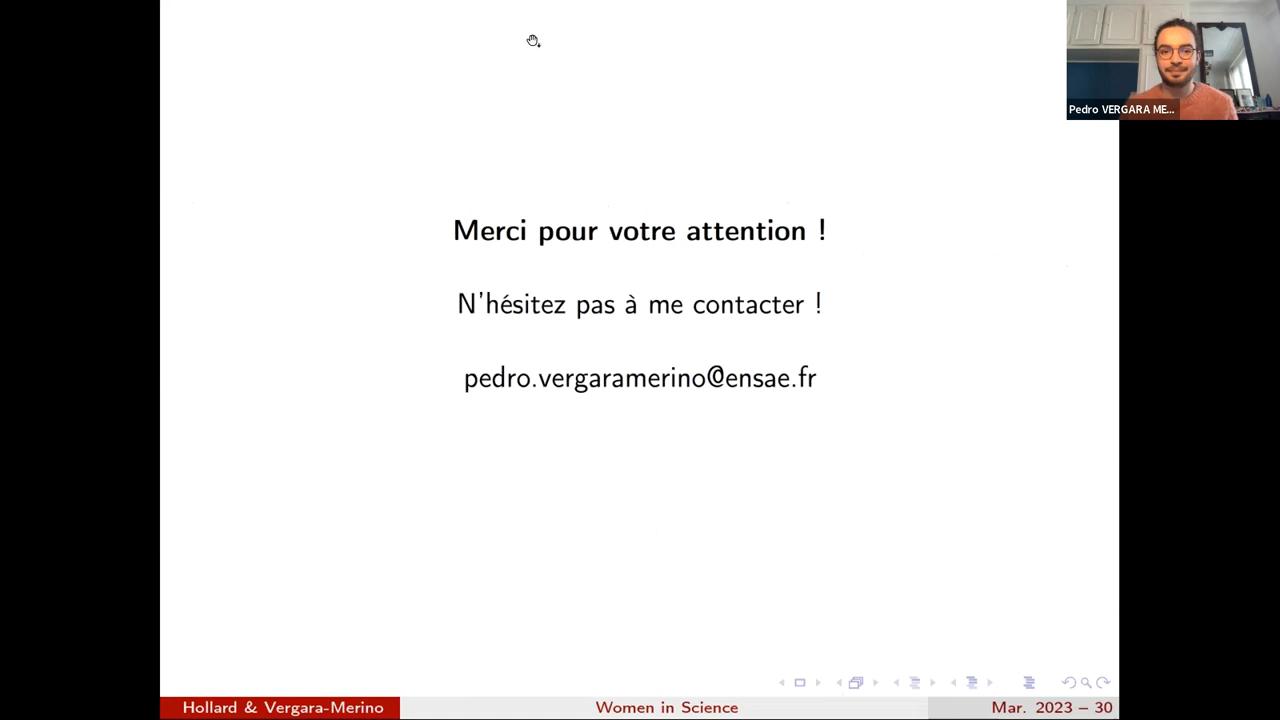 Pedro VERGARA ME...
Merci pour votre attention !
N'hésitez pas à me contacter !
pedro.vergaramerino@ensae.fr
Hollard & Vergara-Merino
Women in Science
Mar. 2023 – 30